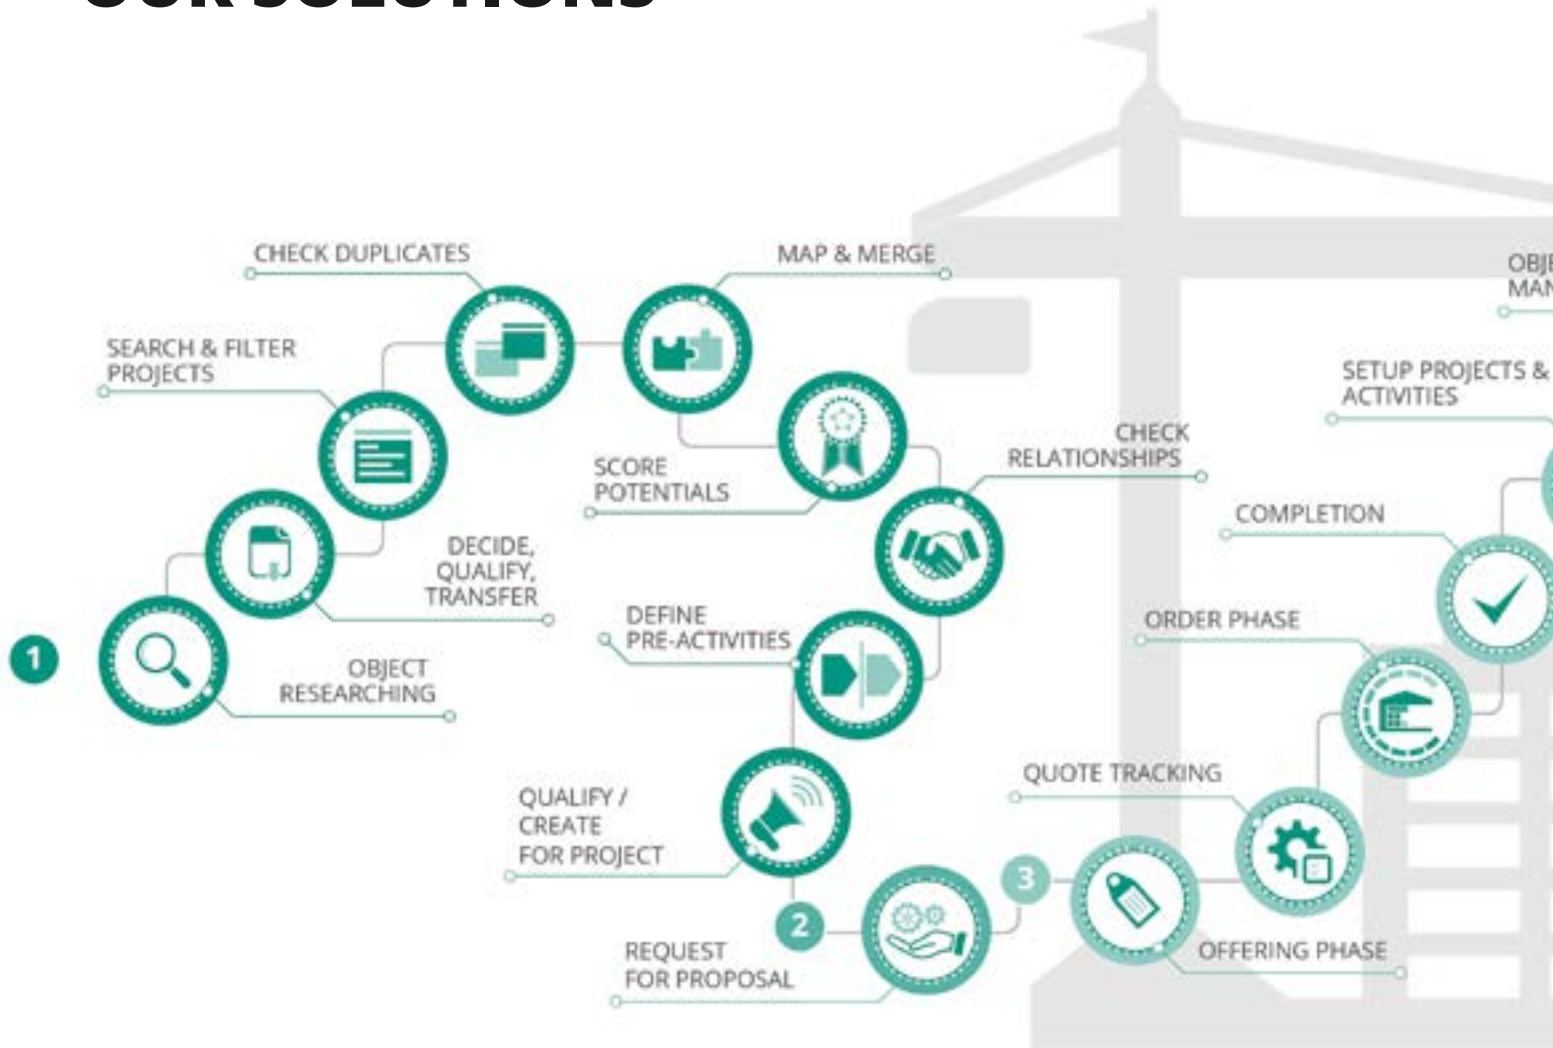 OUR SOLUTIONS
CHECK DUPLICATES
MAP & MERGE
SEARCH & FILTER
PROJECTS
SCORE
POTENTIALS
CHECK
RELATIONSHIPS
DECIDE,
QUALIFY,
TRANSFER
DEFINE
PRE-ACTIVITIES
1
OBJECT
RESEARCHING
QUALIFY /
CREATE
FOR PROJECT
2
REQUEST
FOR PROPOSAL
3
OFFERING PHASE
QUOTE TRACKING
ORDER PHASE
COMPLETION
SETUP PROJECTS &
ACTIVITIES